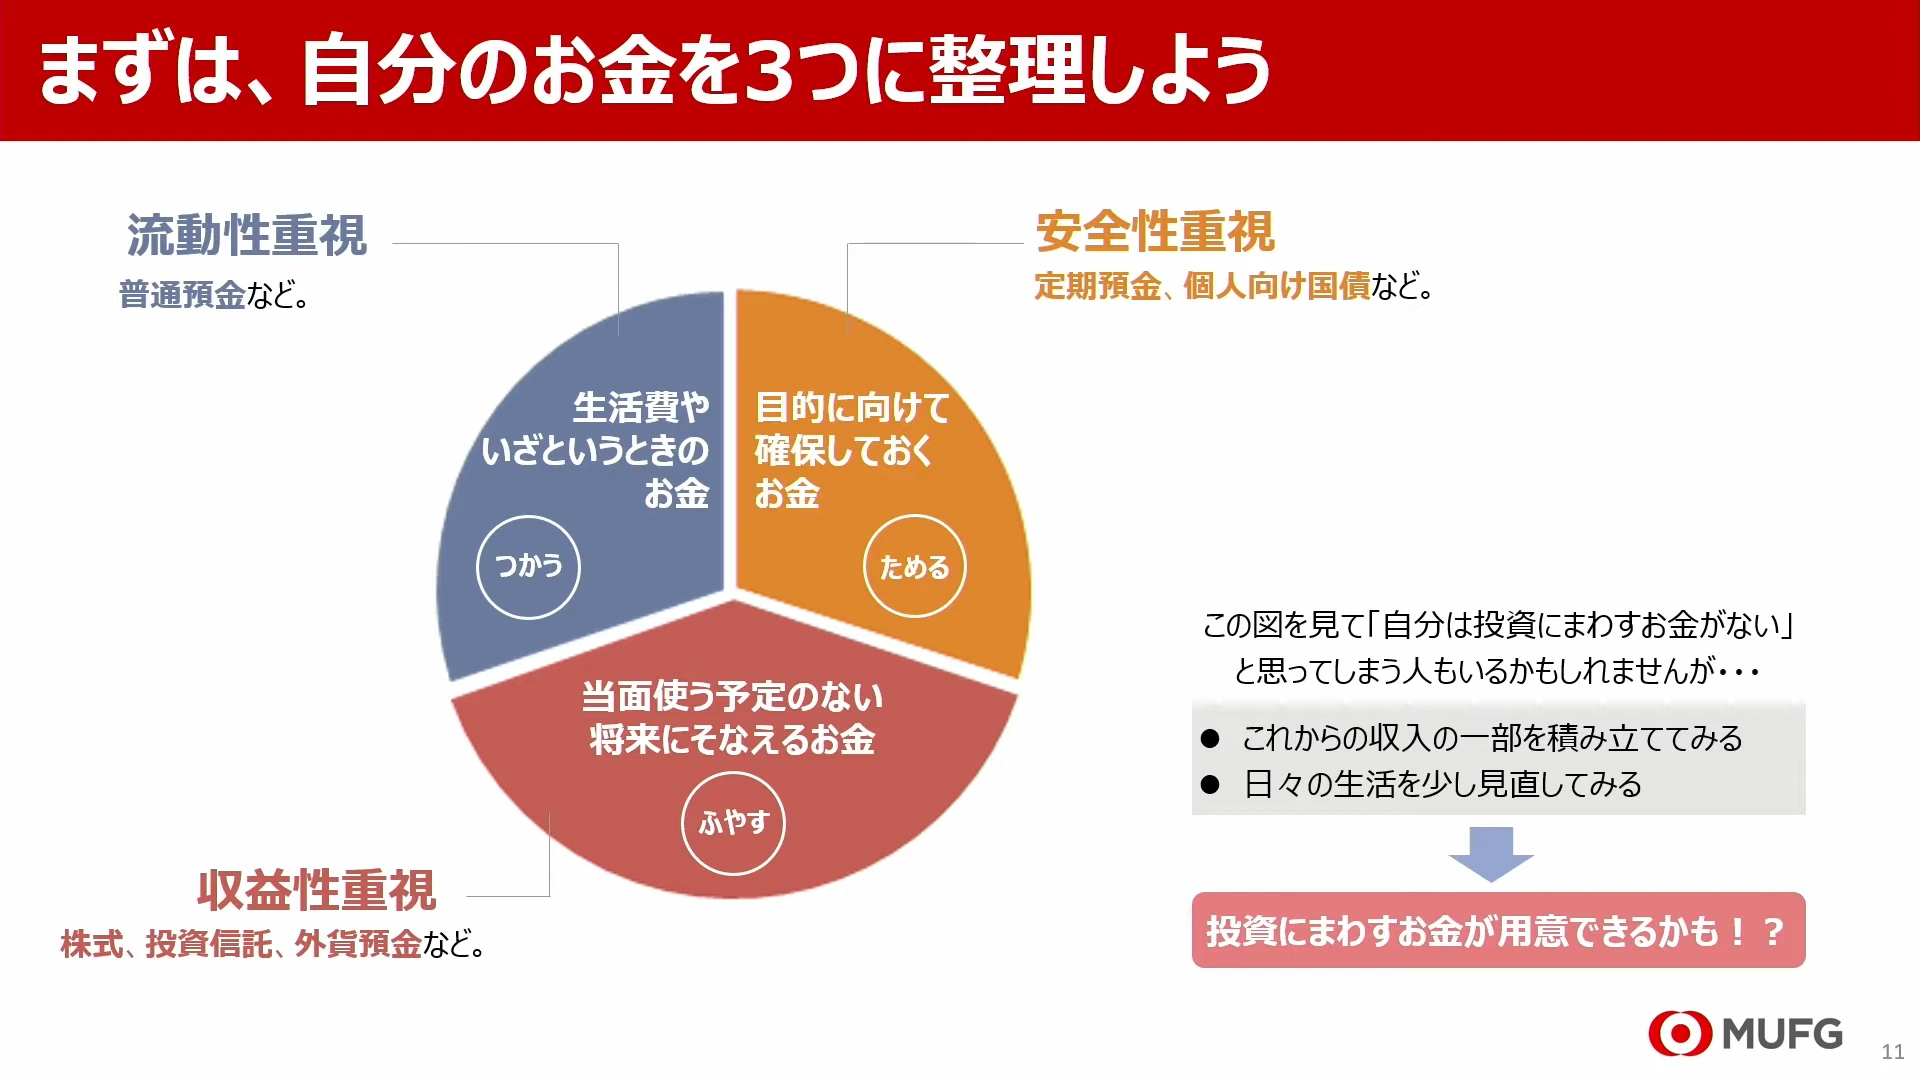 まずは、自分のお金を3つに整理しよう
流動性重視
普通預金など。
安全性重視
定期預金、個人向け国債など。
生活費や
いざというときの
お金
つかう
目的に向けて
確保しておく
お金
ためる
当面使う予定のない
将来にそなえるお金
ふやす
収益性重視
株式、投資信託、外貨預金など。
この図を見て「自分は投資にまわすお金がない」
と思ってしまう人もいるかもしれませんが・・・
● これからの収入の一部を積み立ててみる
● 日々の生活を少し見直してみる
投資にまわすお金が用意できるかも！？
MUFG
11